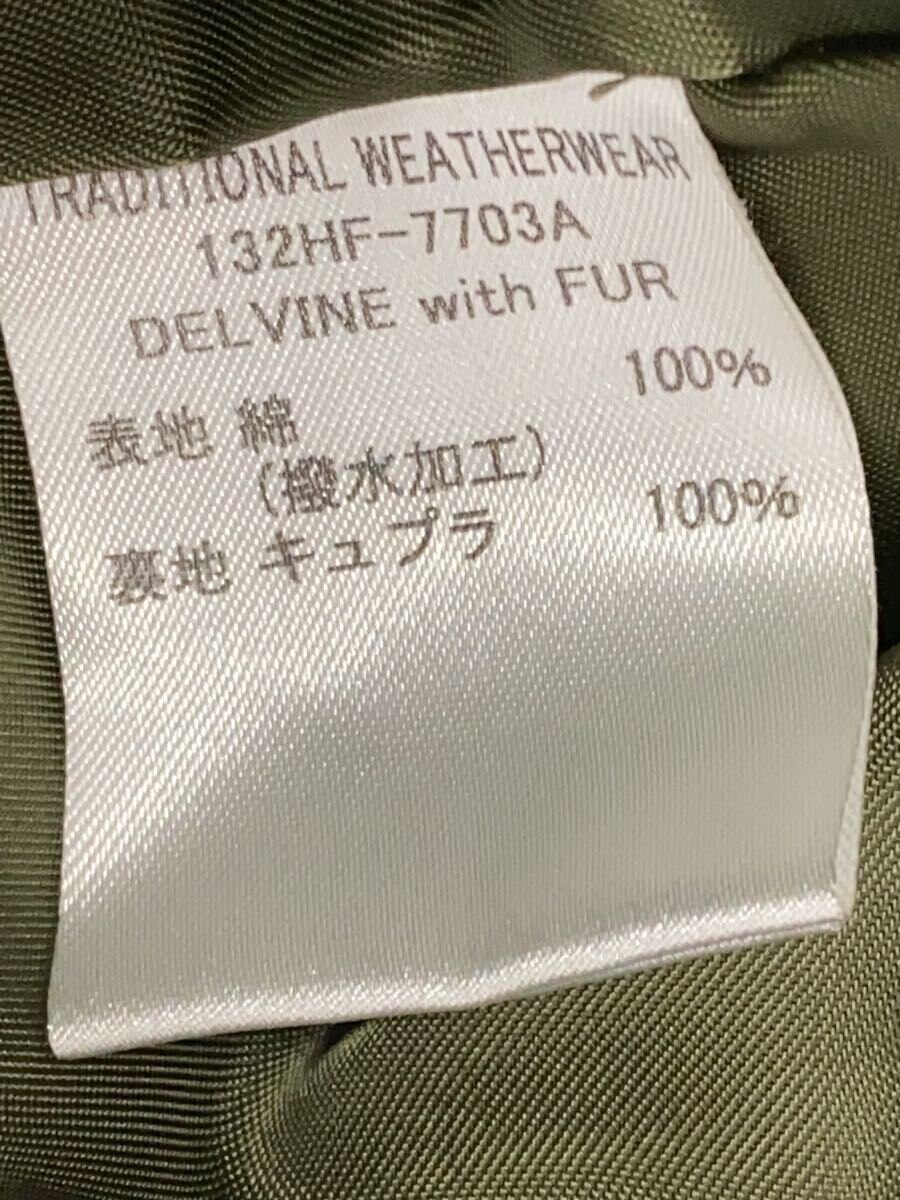 TRADITIONAL WEATHERWEAR
132HF-7703A
DELVINE with FUR
表地 綿 100%
(撥水加工)
裏地 キュプラ 100%